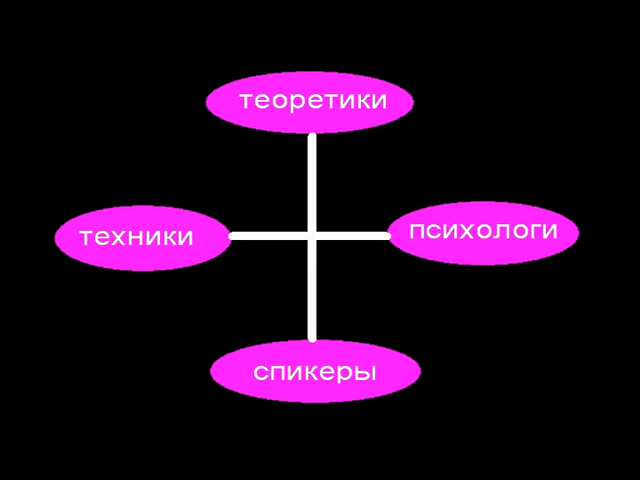 теоретики
техники
психологи
спикеры